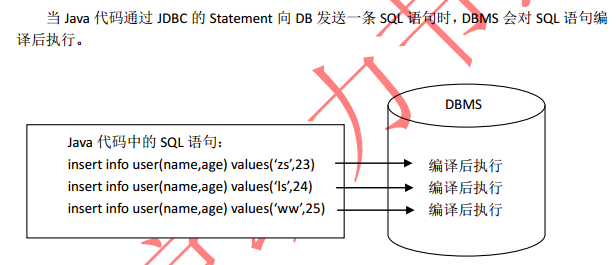 当 Java 代码通过 JDBC 的 Statement 向 DB 发送一条 SQL 语句时，DBMS 会对 SQL 语句编
译后执行。
DBMS
Java 代码中的 SQL 语句：
insert info user(name,age) values(‘zs’,23)
编译后执行
insert info user(name,age) values(‘ls’,24)
编译后执行
insert info user(name,age) values(‘ww’,25)
编译后执行